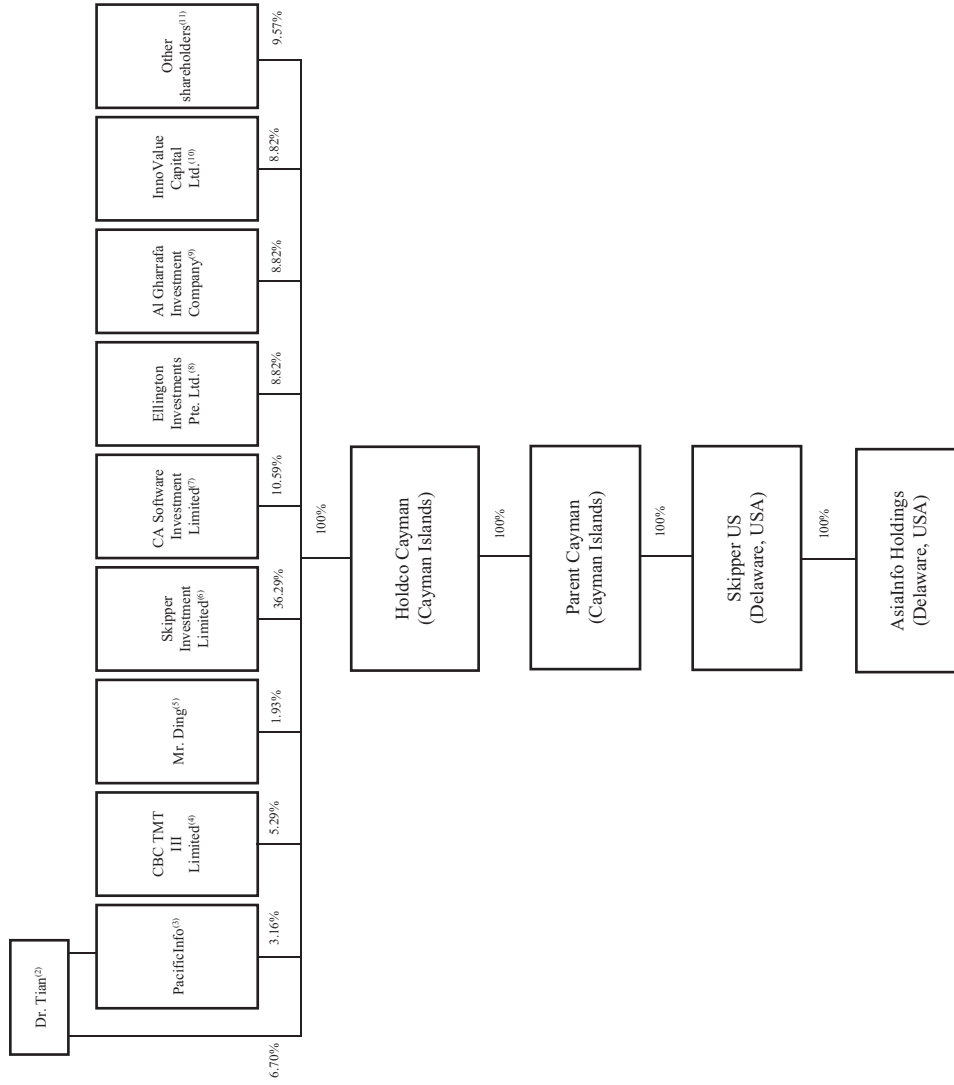 Dr. Tian(2)
PacificInfo(3)
CBC TMT
III
Limited(4)
Mr. Ding(5)
Skipper
Investment
Limited(6)
CA Software
Investment
Limited(7)
Ellington
Investments
Pte. Ltd.(8)
Al Gharrafa
Investment
Company(9)
InnoValue
Capital
Ltd.(10)
Other
shareholders(11)
6.70%
3.16%
5.29%
1.93%
36.29%
10.59%
8.82%
8.82%
8.82%
9.57%
100%
Holdco Cayman
(Cayman Islands)
100%
Parent Cayman
(Cayman Islands)
100%
Skipper US
(Delaware, USA)
100%
AsiaInfo Holdings
(Delaware, USA)